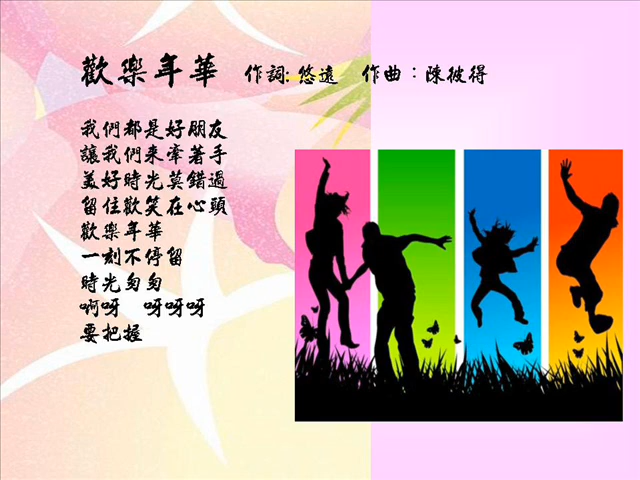 歡樂年華 作詞:悠遠 作曲：陳彼得
我們都是好朋友
讓我們來牽著手
美好時光莫錯過
留住歡笑在心頭
歡樂年華
一刻不停留
時光匆匆
啊呀 呀呀呀
要把握